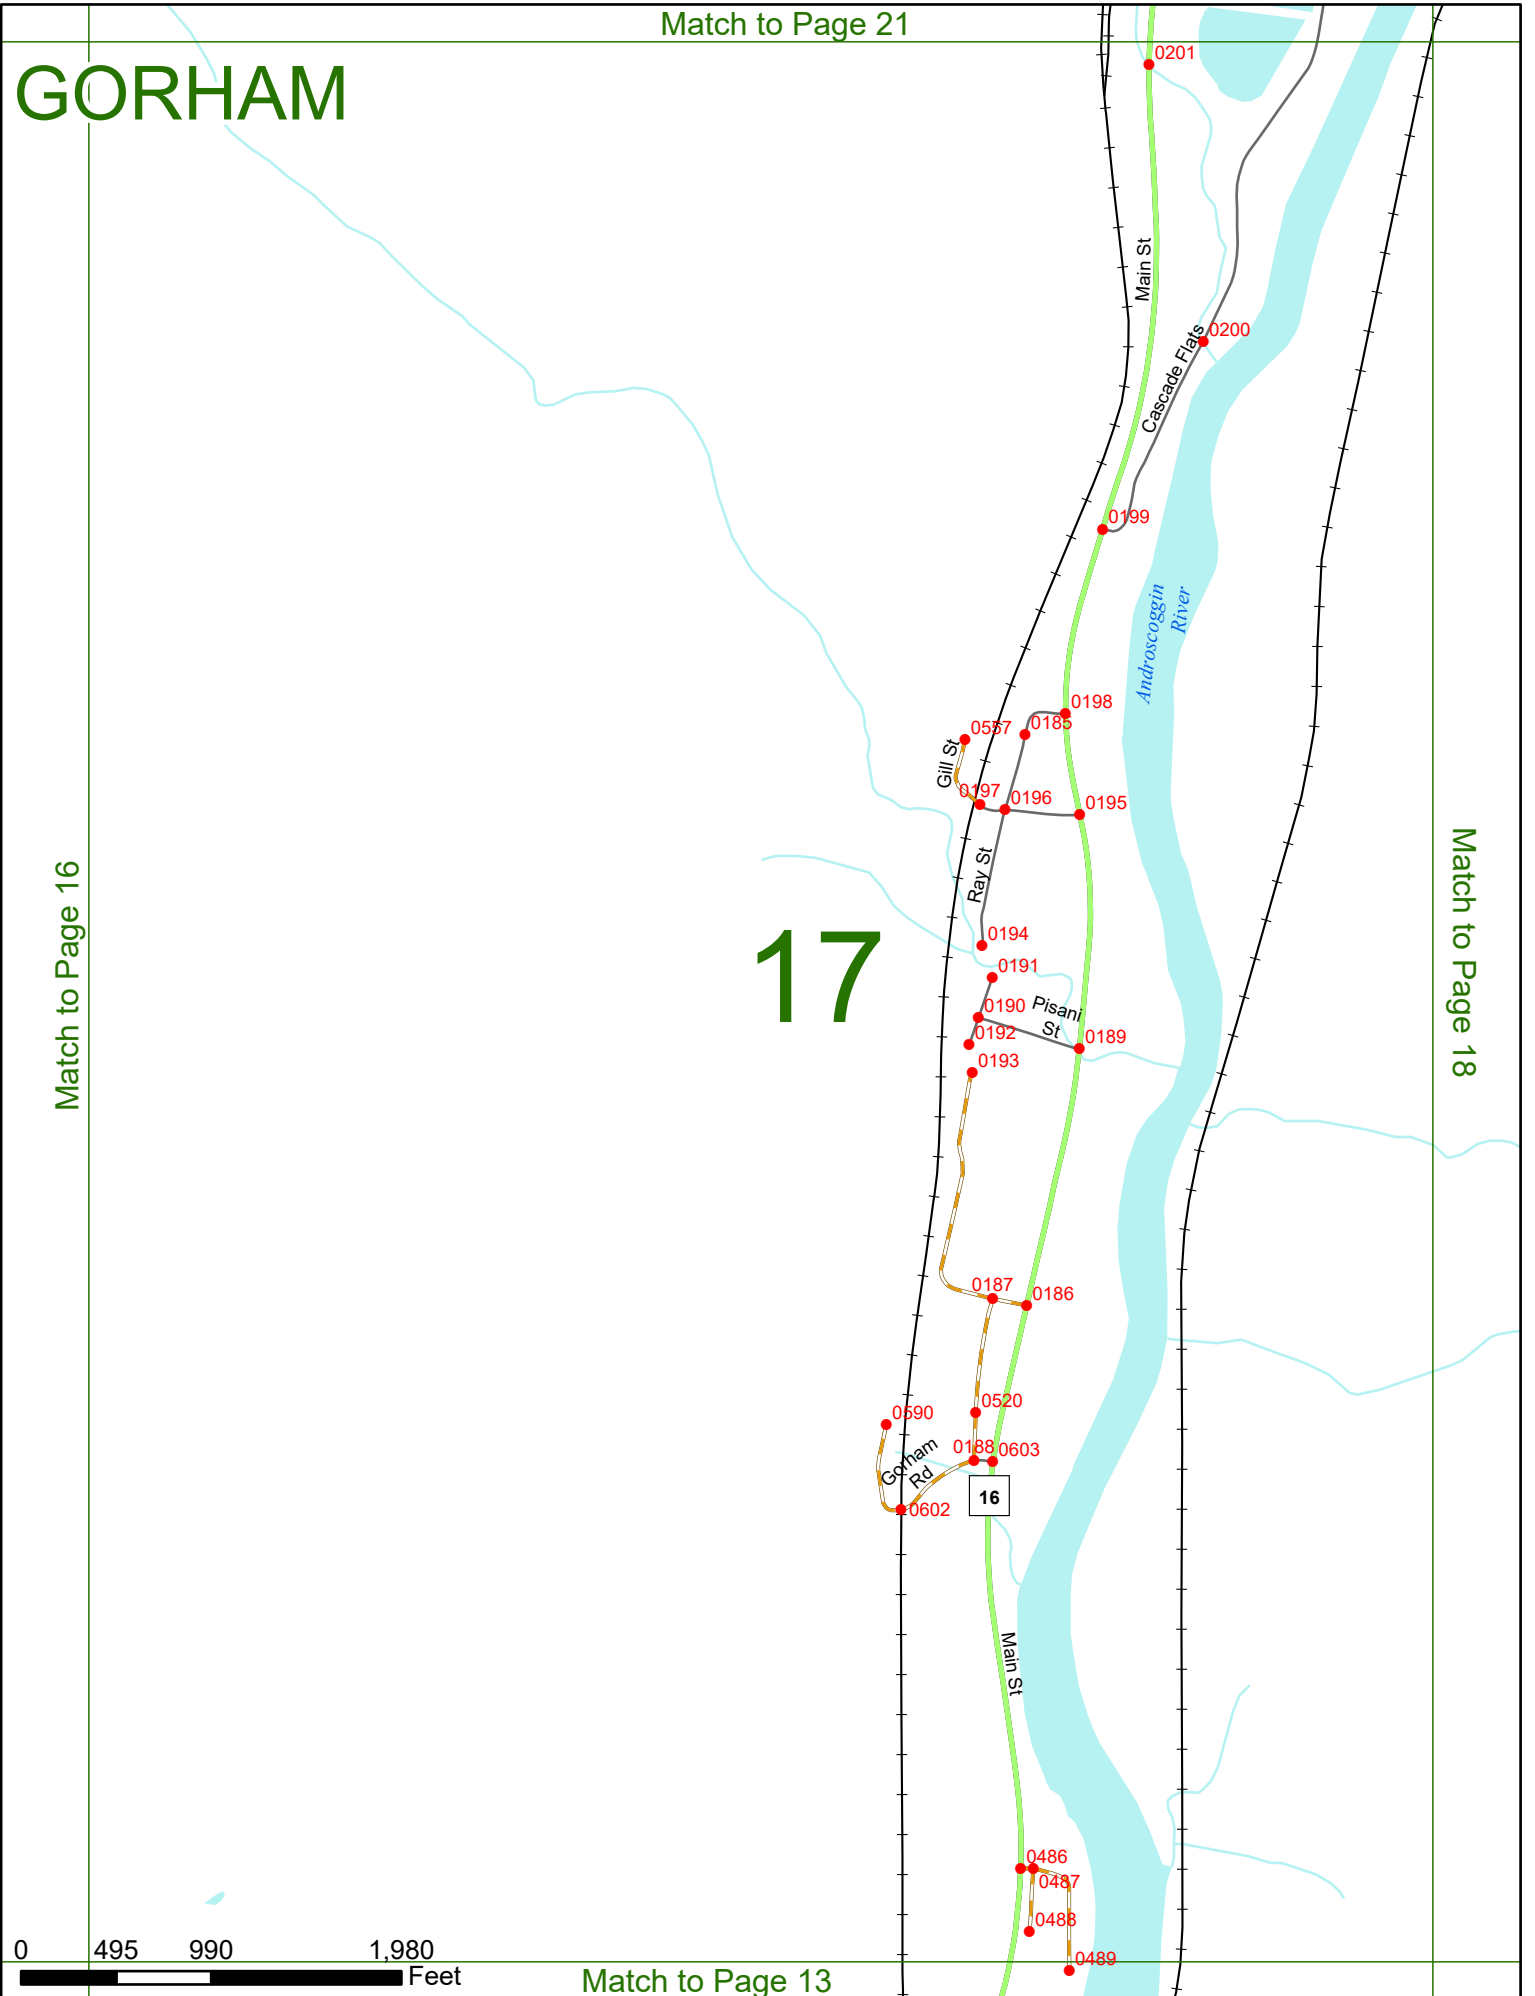 Match to Page 21
GORHAM
0201
Main St
0200
Cascade Flats
0199
Androscoggin
River
0198
0185
0557
Gill St
0197
0196
0195
Ray St
Match to Page 16
Match to Page 18
17
0194
0191
0190
Pisani
St
0192
0189
0193
0187
0186
0520
0590
0188
0603
Gorham
Rd
16
0602
Main St
0486
0487
0488
0489
0 495 990 1,980
Feet
Match to Page 13